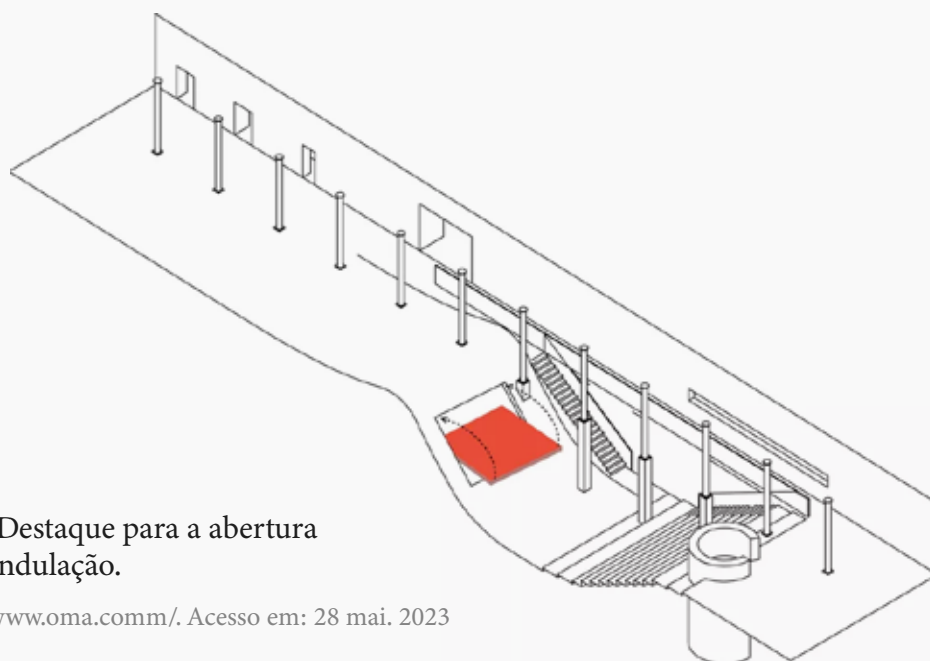 Destaque para a abertura
ndulação.
www.oma.comm/. Acesso em: 28 mai. 2023